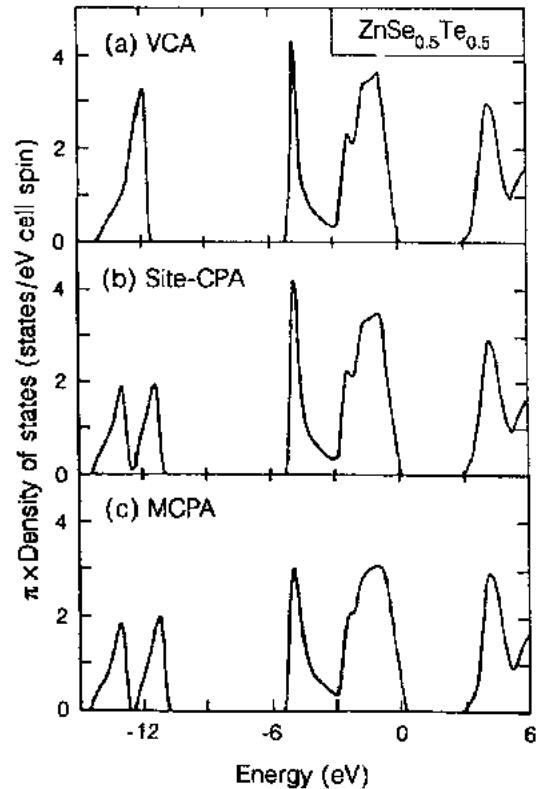 (a) VCA
ZnSe0.5Te0.5
4
2
0
(b) Site-CPA
4
2
0
(c) MCPA
4
2
0
-12
-6
0
6
Energy (eV)
π×Density of states (states/eV cell spin)